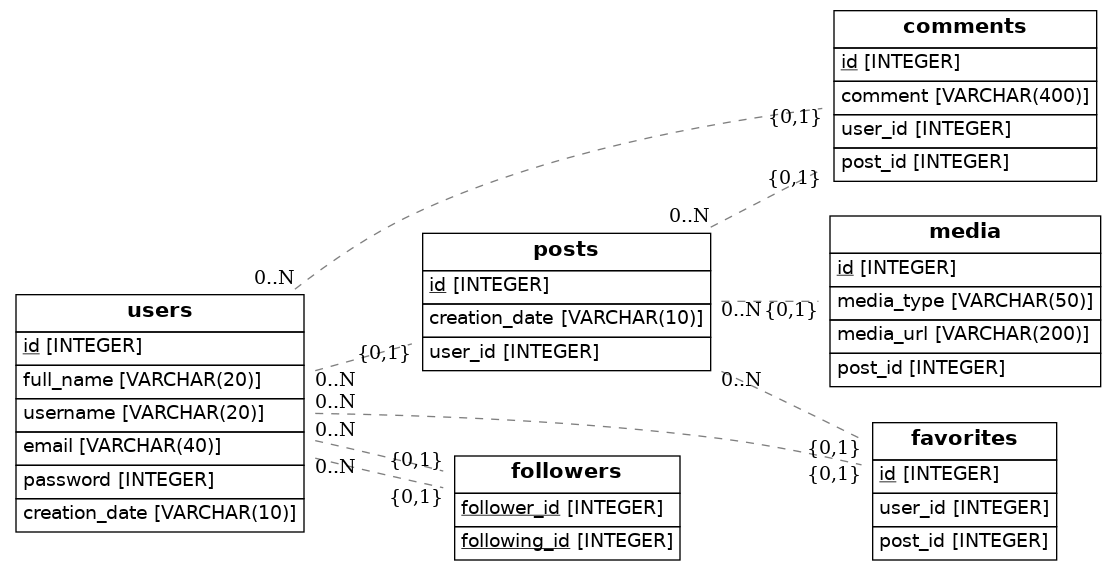 comments
id [INTEGER]
comment [VARCHAR(400)]
user_id [INTEGER]
post_id [INTEGER]
{0,1}
{0,1}
0..N
0..N
posts
id [INTEGER]
creation_date [VARCHAR(10)]
user_id [INTEGER]
media
id [INTEGER]
media_type [VARCHAR(50)]
media_url [VARCHAR(200)]
post_id [INTEGER]
0..N
{0,1}
users
id [INTEGER]
full_name [VARCHAR(20)]
username [VARCHAR(20)]
email [VARCHAR(40)]
password [INTEGER]
creation_date [VARCHAR(10)]
{0,1}
0..N
0..N
0..N
0..N
0..N
{0,1}
{0,1}
{0,1}
{0,1}
followers
follower_id [INTEGER]
following_id [INTEGER]
favorites
id [INTEGER]
user_id [INTEGER]
post_id [INTEGER]